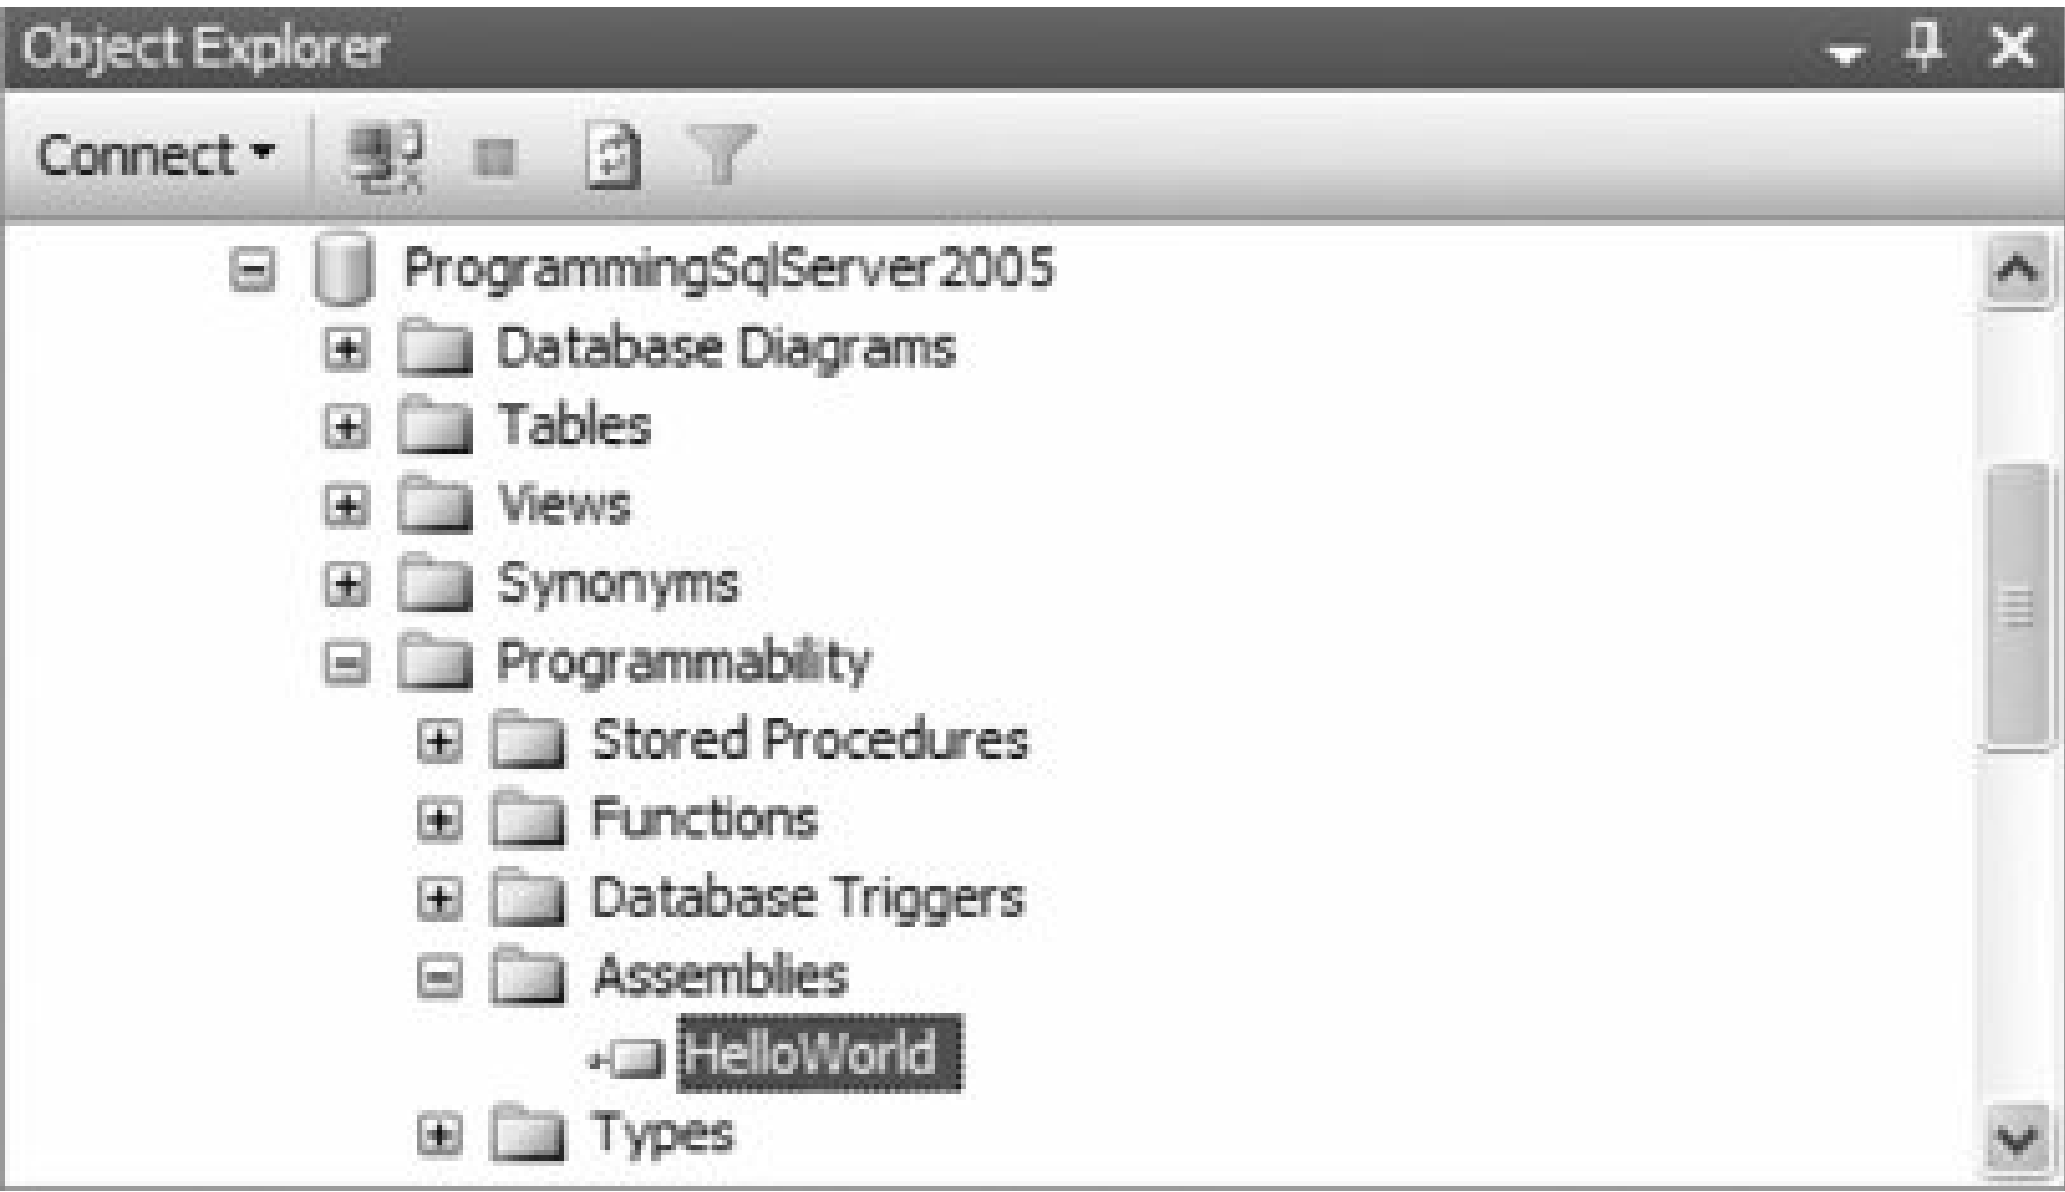 Object Explorer
Connect
ProgrammingSqlServer2005
Database Diagrams
Tables
Views
Synonyms
Programmability
Stored Procedures
Functions
Database Triggers
Assemblies
HelloWorld
Types